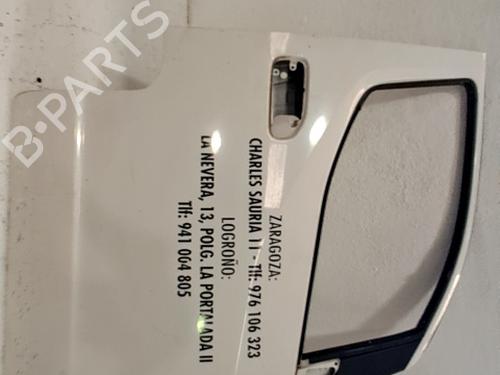 ZARAGOZA:
CHARLES SAURIA 11 - Tlf: 976 106 323
LOGROÑO:
LA NEVERA, 13, POLG. LA PORTALADA II
Tlf: 941 064 805
B-PARTS